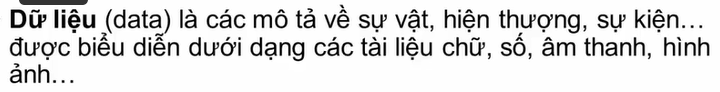 Dữ liệu (data) là các mô tả về sự vật, hiện thượng, sự kiện...
được biểu diễn dưới dạng các tài liệu chữ, số, âm thanh, hình
ảnh...